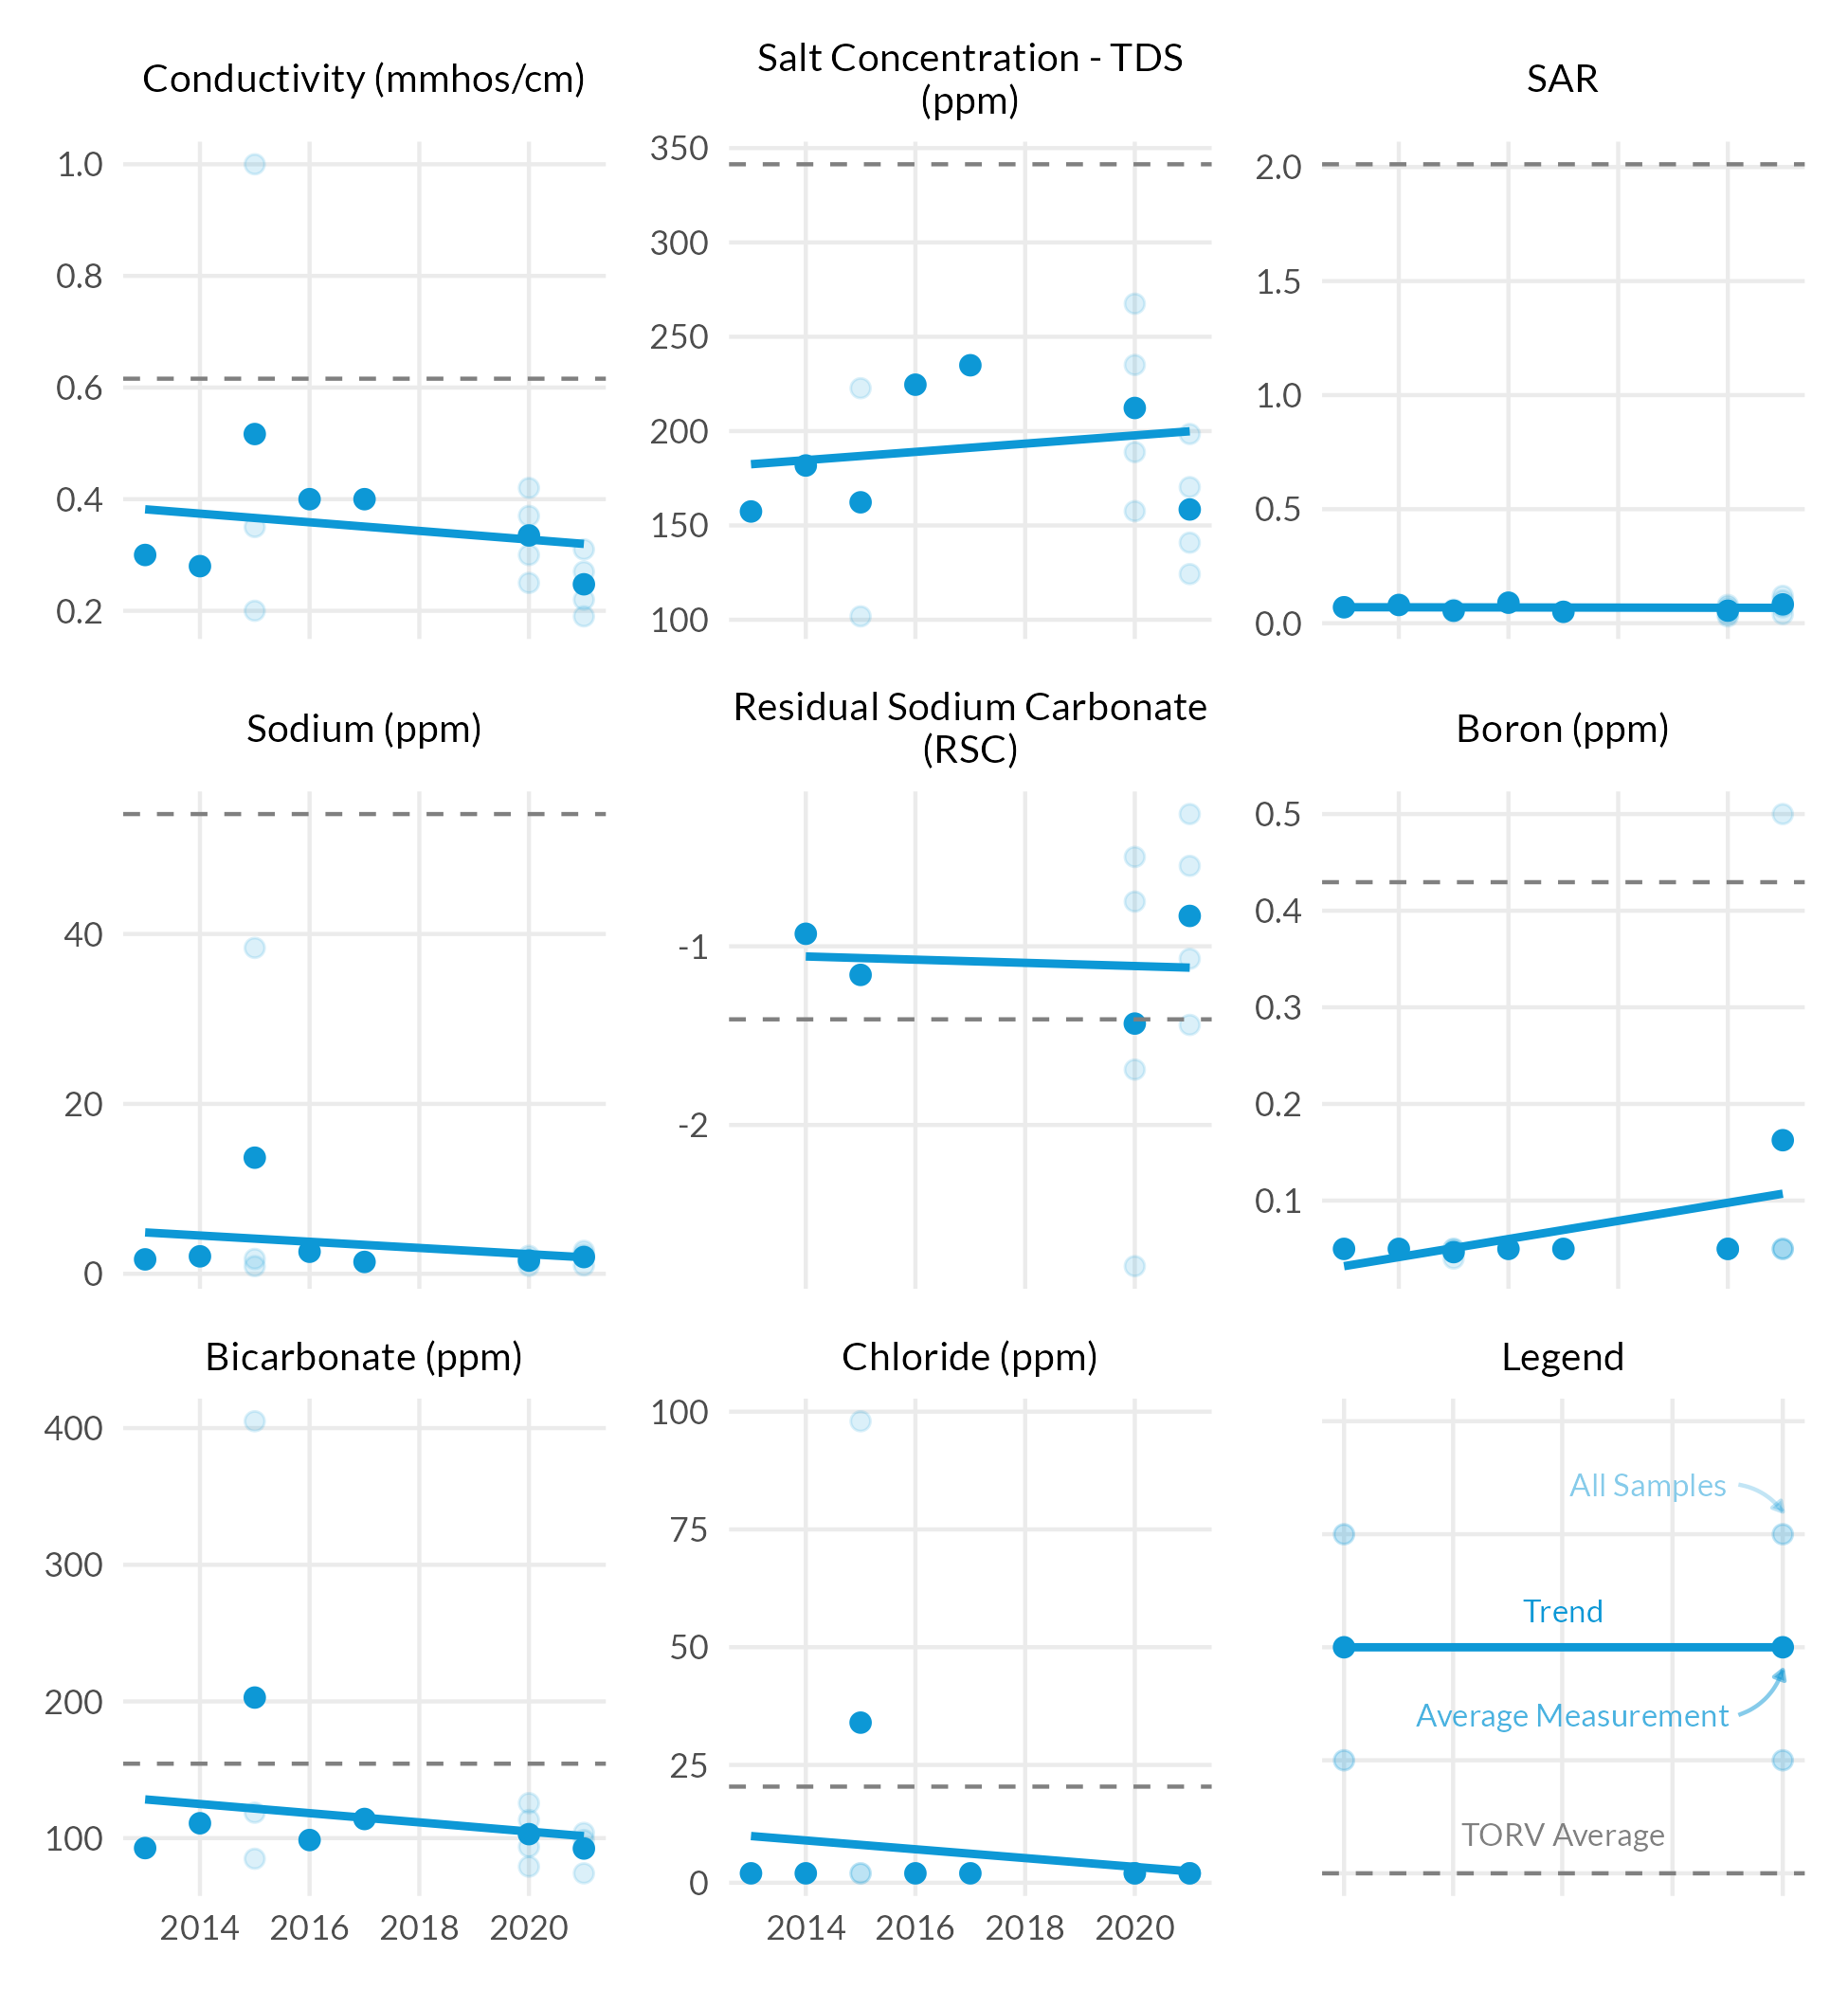 Conductivity (mmhos/cm)
1.0
0.8
0.6
0.4
0.2
Salt Concentration - TDS
(ppm)
350
300
250
200
150
100
SAR
2.0
1.5
1.0
0.5
0.0
Sodium (ppm)
40
20
0
Residual Sodium Carbonate
(RSC)
-1
-2
Boron (ppm)
0.5
0.4
0.3
0.2
0.1
Bicarbonate (ppm)
400
300
200
100
2014 2016 2018 2020
Chloride (ppm)
100
75
50
25
0
2014 2016 2018 2020
Legend
All Samples
Trend
Average Measurement
TORV Average